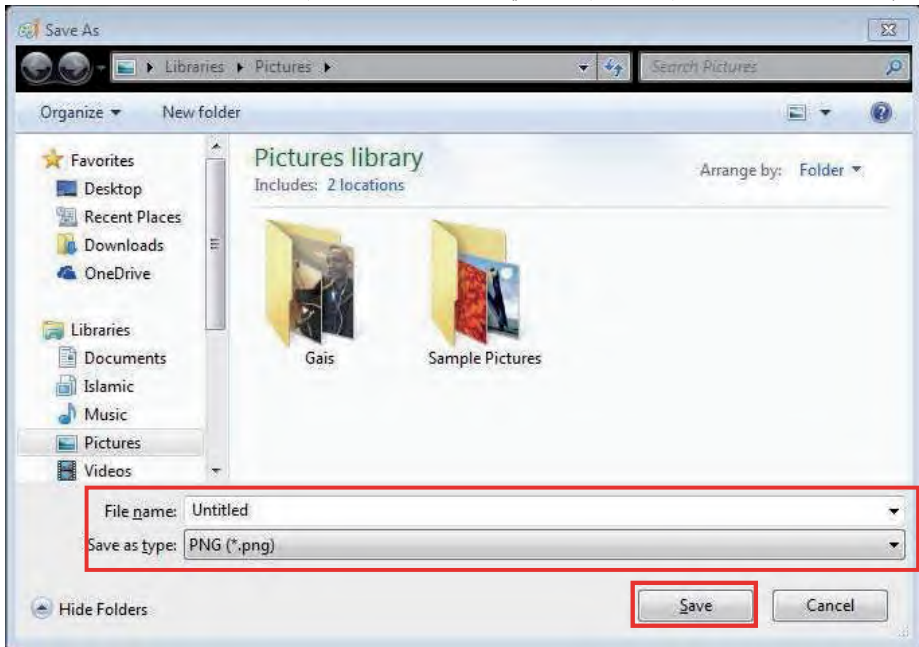 Save As
Libraries Pictures
Search Pictures
Organize New folder
Favorites
Desktop
Recent Places
Downloads
OneDrive
Libraries
Documents
Islamic
Music
Pictures
Videos
Pictures library
Includes: 2 locations
Arrange by: Folder
Gais
Sample Pictures
File name: Untitled
Save as type: PNG (*.png)
Hide Folders
Save
Cancel